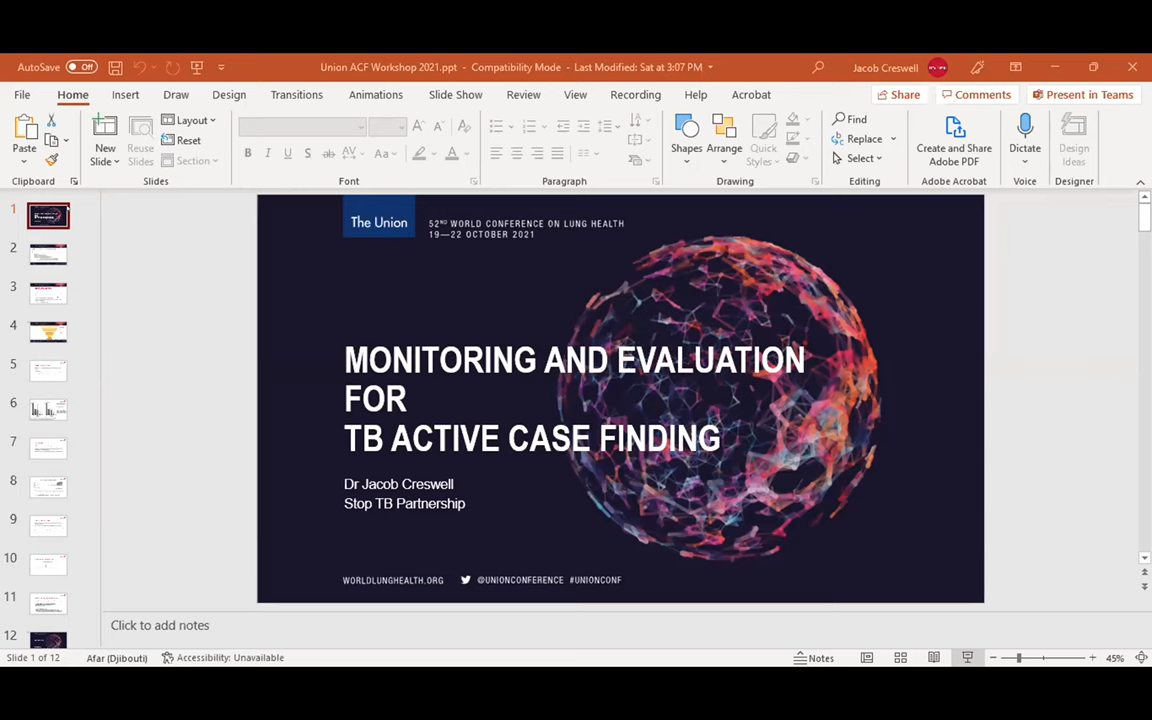 AutoSave Off
Union ACF Workshop 2021.ppt - Compatibility Mode - Last Modified: Sat at 3:07 PM
Jacob Creswell
File Home Insert Draw Design Transitions Animations Slide Show Review View Recording Help Acrobat
Share Comments Present in Teams
Paste
Clipboard
New
Slide
Reuse
Slides
Layout
Reset
Section
Slides
B I U S ab AV Aa A
Font
Paragraph
Shapes
Arrange
Quick
Styles
Drawing
Find
Replace
Select
Editing
Create and Share
Adobe PDF
Adobe Acrobat
Dictate
Voice
Design
Ideas
Designer
1
2
3
4
5
6
7
8
9
10
11
12
The Union
52ND WORLD CONFERENCE ON LUNG HEALTH
19—22 OCTOBER 2021
MONITORING AND EVALUATION
FOR
TB ACTIVE CASE FINDING
Dr Jacob Creswell
Stop TB Partnership
WORLDLUNGHEALTH.ORG @UNIONCONFERENCE #UNIONCONF
Click to add notes
Slide 1 of 12 Afar (Djibouti) Accessibility: Unavailable
Notes
45%